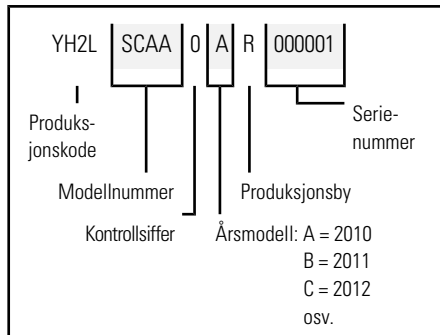 YH2L SCAA 0 A R 000001
Produks-
jonskode
Serie-
nummer
Modellnummer
Produksjonsby
Kontrollsiffer
Årsmodell: A = 2010
B = 2011
C = 2012
osv.